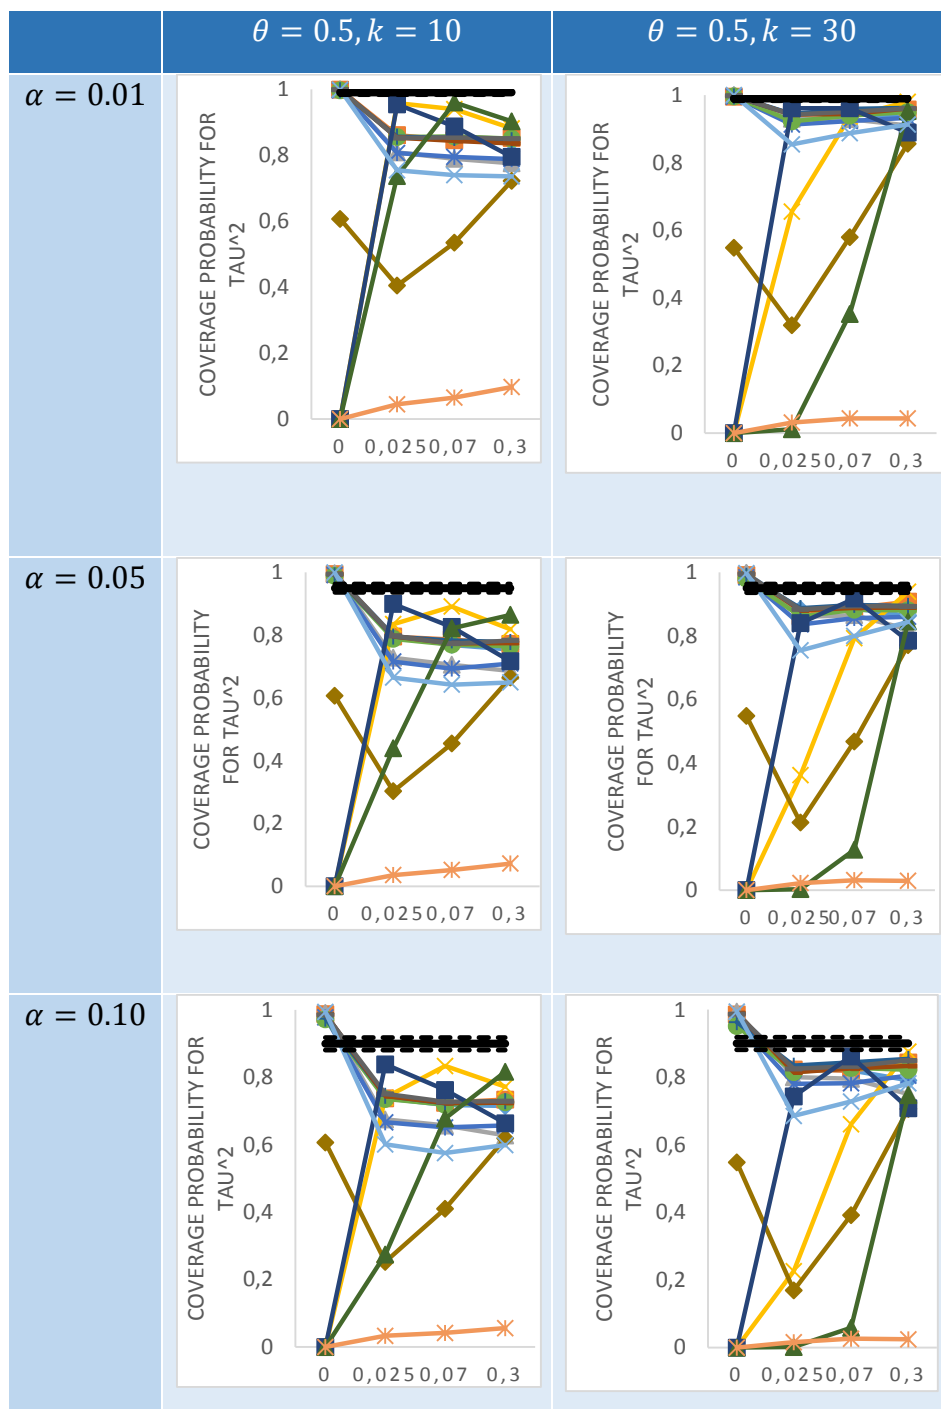 θ = 0.5, k = 10
θ = 0.5, k = 30
α = 0.01
COVERAGE PROBABILITY FOR
TAU^2
1
0,8
0,6
0,4
0,2
0
0 0,025 0,07 0,3
COVERAGE PROBABILITY FOR
TAU^2
1
0,8
0,6
0,4
0,2
0
0 0,025 0,07 0,3
α = 0.05
COVERAGE PROBABILITY
FOR TAU^2
1
0,8
0,6
0,4
0,2
0
0 0,025 0,07 0,3
COVERAGE PROBABILITY
FOR TAU^2
1
0,8
0,6
0,4
0,2
0
0 0,025 0,07 0,3
α = 0.10
COVERAGE PROBABILITY FOR
TAU^2
1
0,8
0,6
0,4
0,2
0
0 0,025 0,07 0,3
COVERAGE PROBABILITY FOR
TAU^2
1
0,8
0,6
0,4
0,2
0
0 0,025 0,07 0,3